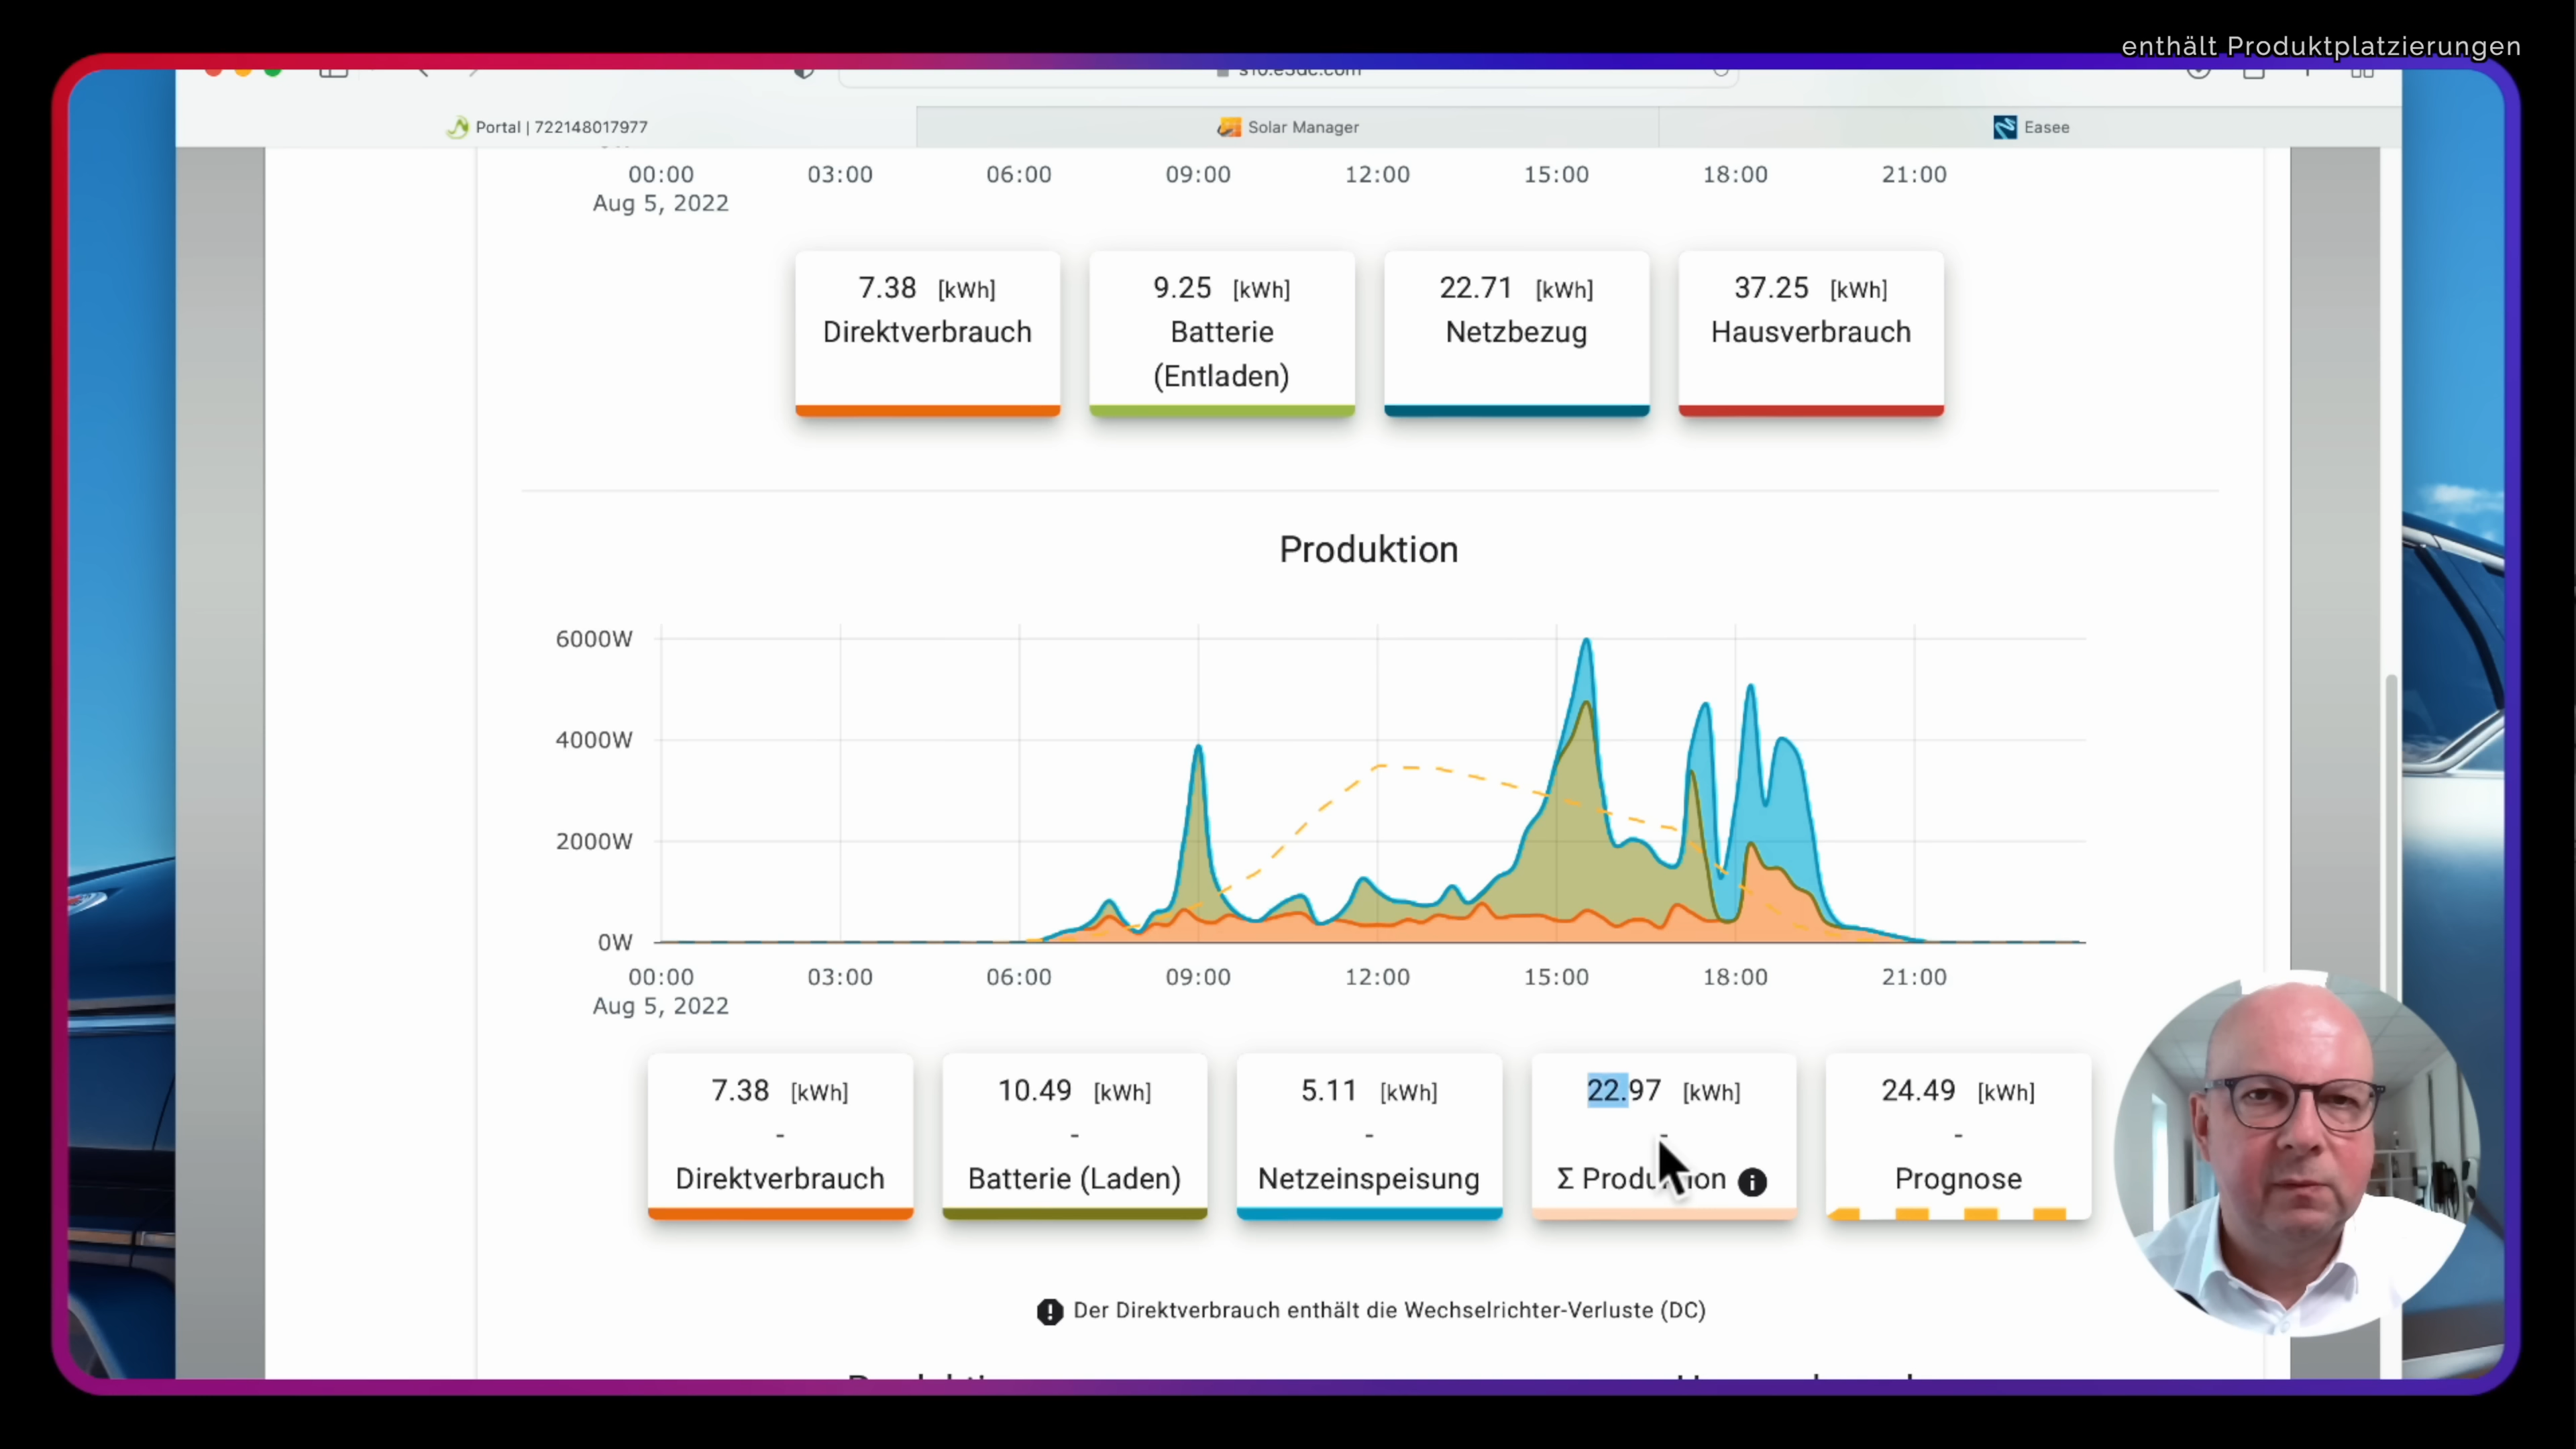 enthält Produktplatzierungen
s10.e3dc.com
Portal | 722148017977
Solar Manager
Easee
00:00 03:00 06:00 09:00 12:00 15:00 18:00 21:00
Aug 5, 2022
7.38 [kWh]
Direktverbrauch
9.25 [kWh]
Batterie
(Entladen)
22.71 [kWh]
Netzbezug
37.25 [kWh]
Hausverbrauch
Produktion
6000W
4000W
2000W
0W
00:00 03:00 06:00 09:00 12:00 15:00 18:00 21:00
Aug 5, 2022
7.38 [kWh]
-
Direktverbrauch
10.49 [kWh]
-
Batterie (Laden)
5.11 [kWh]
-
Netzeinspeisung
22.97 [kWh]
-
Σ Produktion
24.49 [kWh]
-
Prognose
Der Direktverbrauch enthält die Wechselrichter-Verluste (DC)